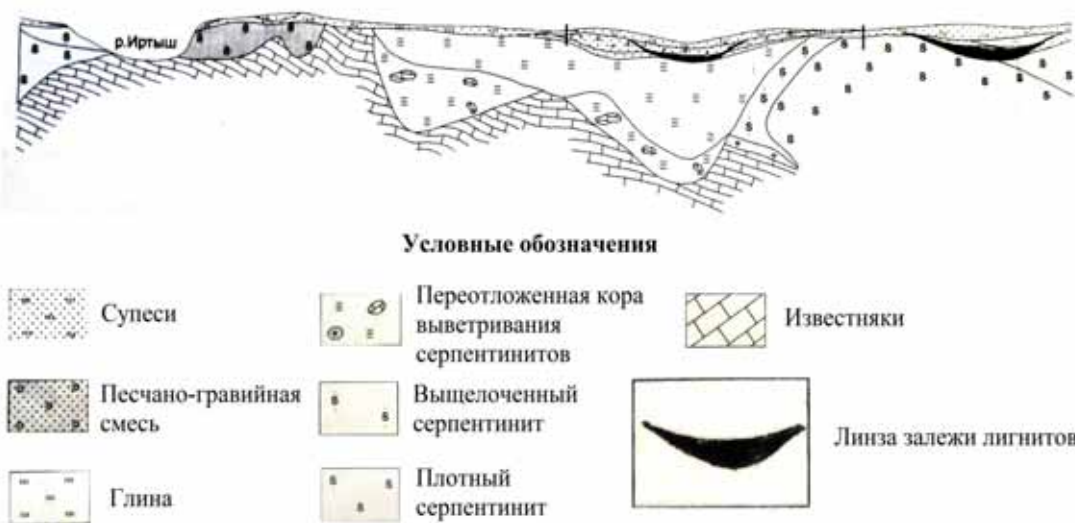 р.Иртыш
Условные обозначения
Супеси
Песчано-гравийная
смесь
Глина
Переотложенная кора
выветривания
серпентинитов
Выщелоченный
серпентинит
Плотный
серпентинит
Известняки
Линза залежи лигнитов